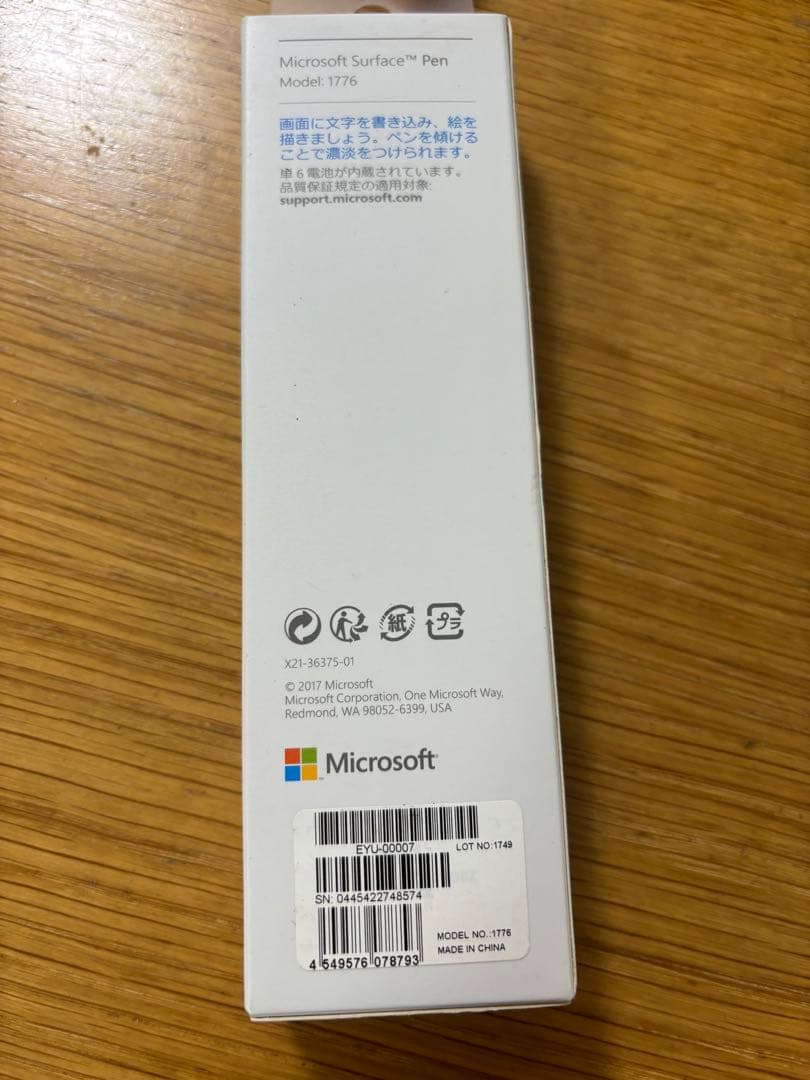 Microsoft Surface™ Pen
Model: 1776
画面に文字を書き込み、絵を
描きましょう。ペンを傾ける
ことで濃淡をつけられます。
単6電池が内蔵されています。
品質保証規定の適用対象:
support.microsoft.com
紙
プラ
X21-36375-01
© 2017 Microsoft
Microsoft Corporation, One Microsoft Way,
Redmond, WA 98052-6399, USA
Microsoft
EYU-00007 LOT NO:1749
SN: 0445422748574
MODEL NO.:1776
MADE IN CHINA
4 549576 078793